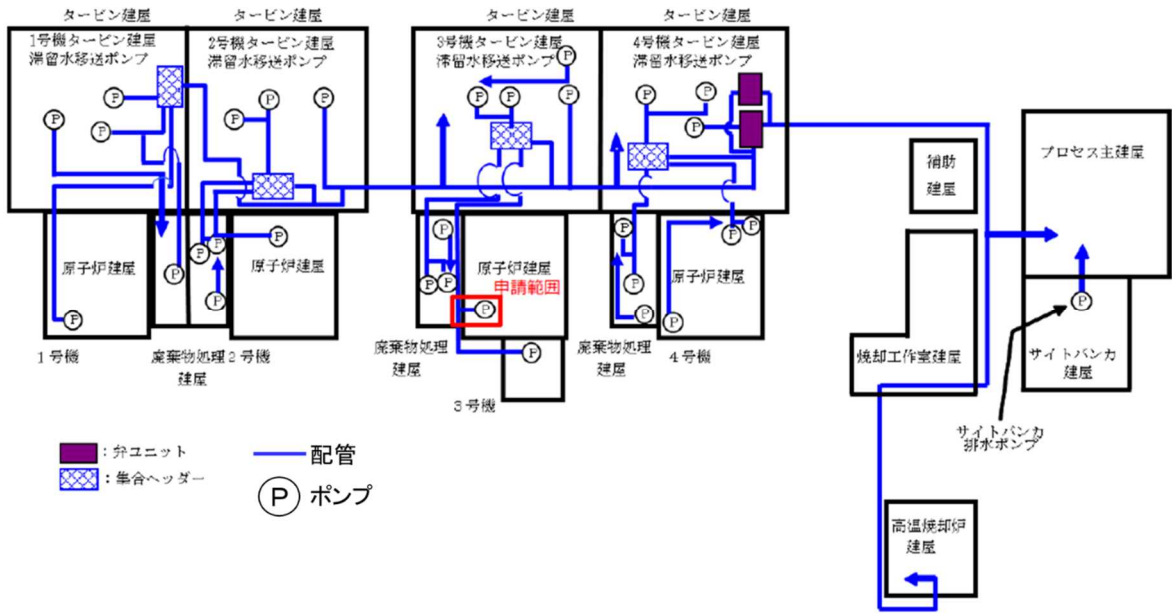 タービン建屋
タービン建屋
タービン建屋
タービン建屋
1号機タービン建屋
滞留水移送ポンプ
2号機タービン建屋
滞留水移送ポンプ
3号機タービン建屋
滞留水移送ポンプ
4号機タービン建屋
滞留水移送ポンプ
P
P
P
P
P
P
P
P
P
P
P
P
P
P
補助
建屋
プロセス主建屋
原子炉建屋
P
P
P
P
P
P
P
原子炉建屋
P
P
P
原子炉建屋
申請範囲
P
P
P
P
P
P
P
P
原子炉建屋
P
1号機
廃棄物処理
建屋
2号機
廃棄物処理
建屋
P
3号機
廃棄物処理
建屋
4号機
焼却工作室建屋
サイトバンカ
建屋
サイトバンカ
排水ポンプ
:弁ユニット
:集合ヘッダー
配管
P ポンプ
高温焼却炉
建屋